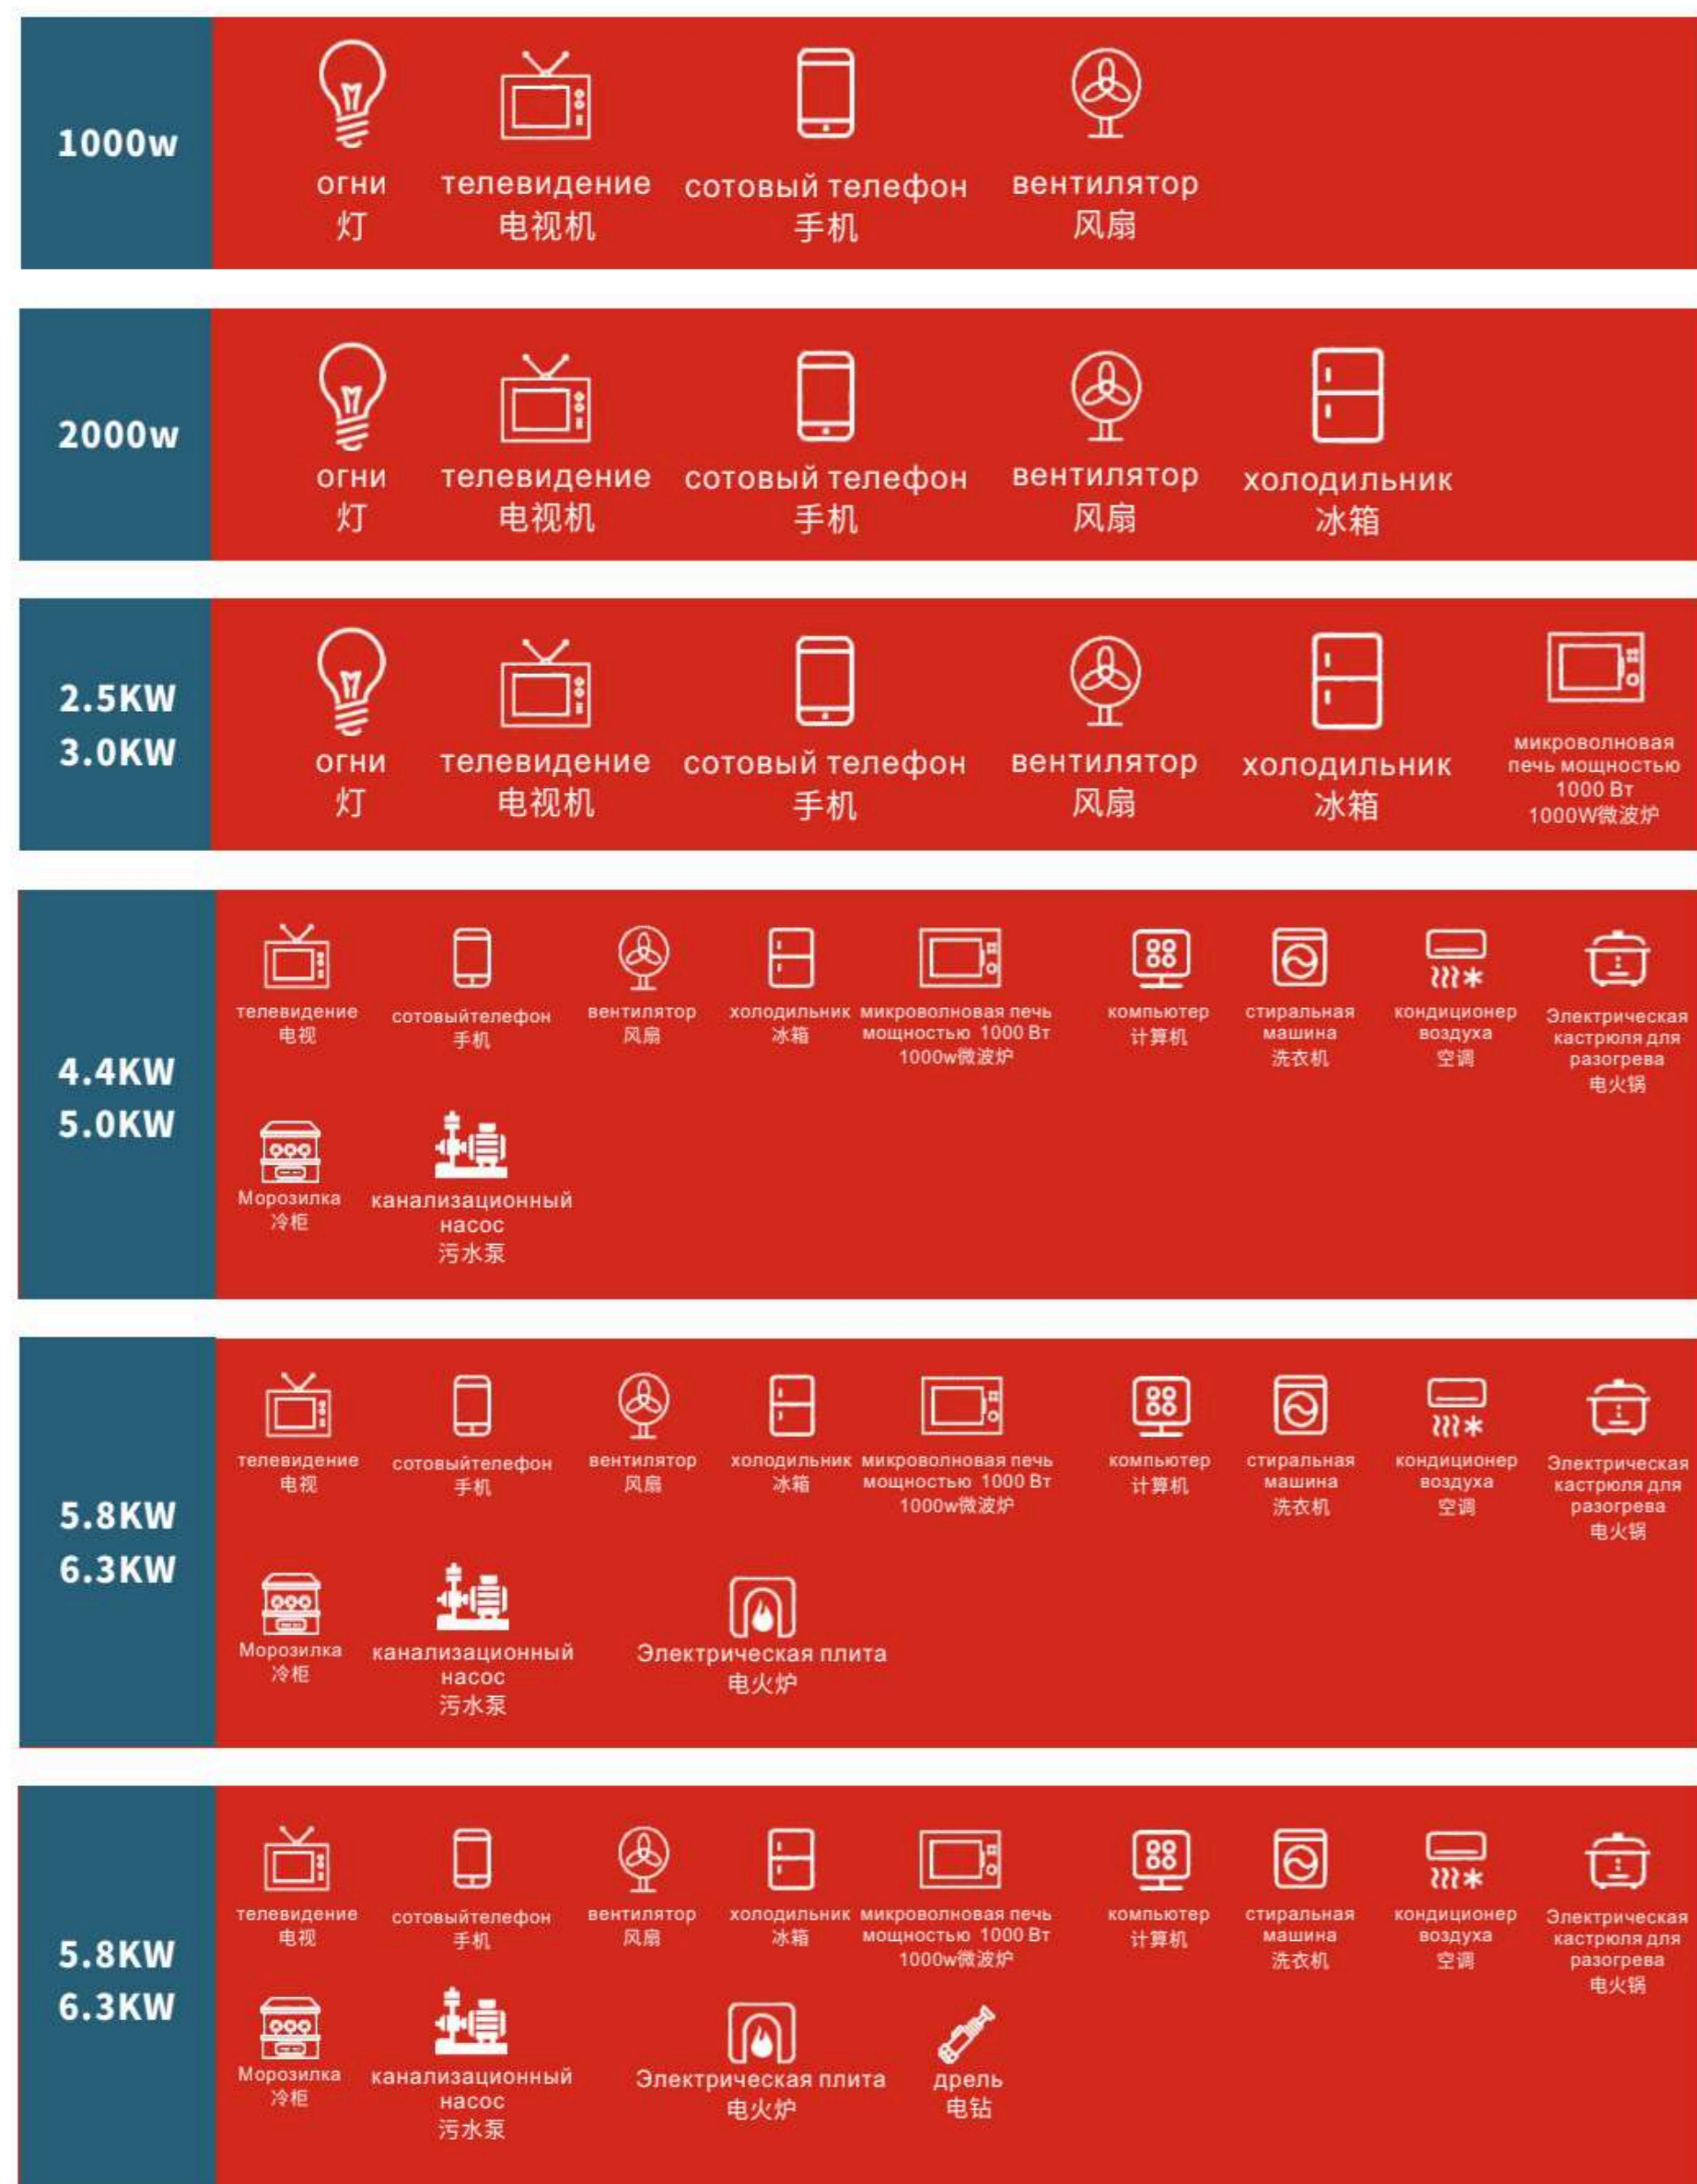 1000w
огни
灯
телевидение
电视机
сотовый телефон
手机
вентилятор
风扇
2000w
огни
灯
телевидение
电视机
сотовый телефон
手机
вентилятор
风扇
холодильник
冰箱
2.5KW
3.0KW
огни
灯
телевидение
电视机
сотовый телефон
手机
вентилятор
风扇
холодильник
冰箱
микроволновая
печь мощностью
1000 Вт
1000W微波炉
4.4KW
5.0KW
телевидение
电视
сотовыйтелефон
手机
вентилятор
风扇
холодильник
冰箱
микроволновая печь
мощностью 1000 Вт
1000w微波炉
компьютер
计算机
стиральная
машина
洗衣机
кондиционер
воздуха
空调
Электрическая
кастрюля для
разогрева
电火锅
Морозилка
冷柜
канализационный
насос
污水泵
5.8KW
6.3KW
телевидение
电视
сотовыйтелефон
手机
вентилятор
风扇
холодильник
冰箱
микроволновая печь
мощностью 1000 Вт
1000w微波炉
компьютер
计算机
стиральная
машина
洗衣机
кондиционер
воздуха
空调
Электрическая
кастрюля для
разогрева
电火锅
Морозилка
冷柜
канализационный
насос
污水泵
Электрическая плита
电火炉
5.8KW
6.3KW
телевидение
电视
сотовыйтелефон
手机
вентилятор
风扇
холодильник
冰箱
микроволновая печь
мощностью 1000 Вт
1000w微波炉
компьютер
计算机
стиральная
машина
洗衣机
кондиционер
воздуха
空调
Электрическая
кастрюля для
разогрева
电火锅
Морозилка
冷柜
канализационный
насос
污水泵
Электрическая плита
电火炉
дрель
电钻